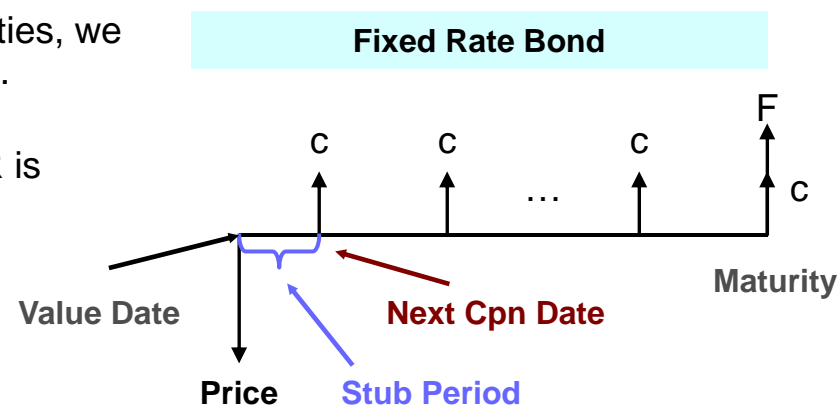 ties, we
.
is
Fixed Rate Bond
F
c c c
...
c
Maturity
Value Date
Next Cpn Date
Price
Stub Period